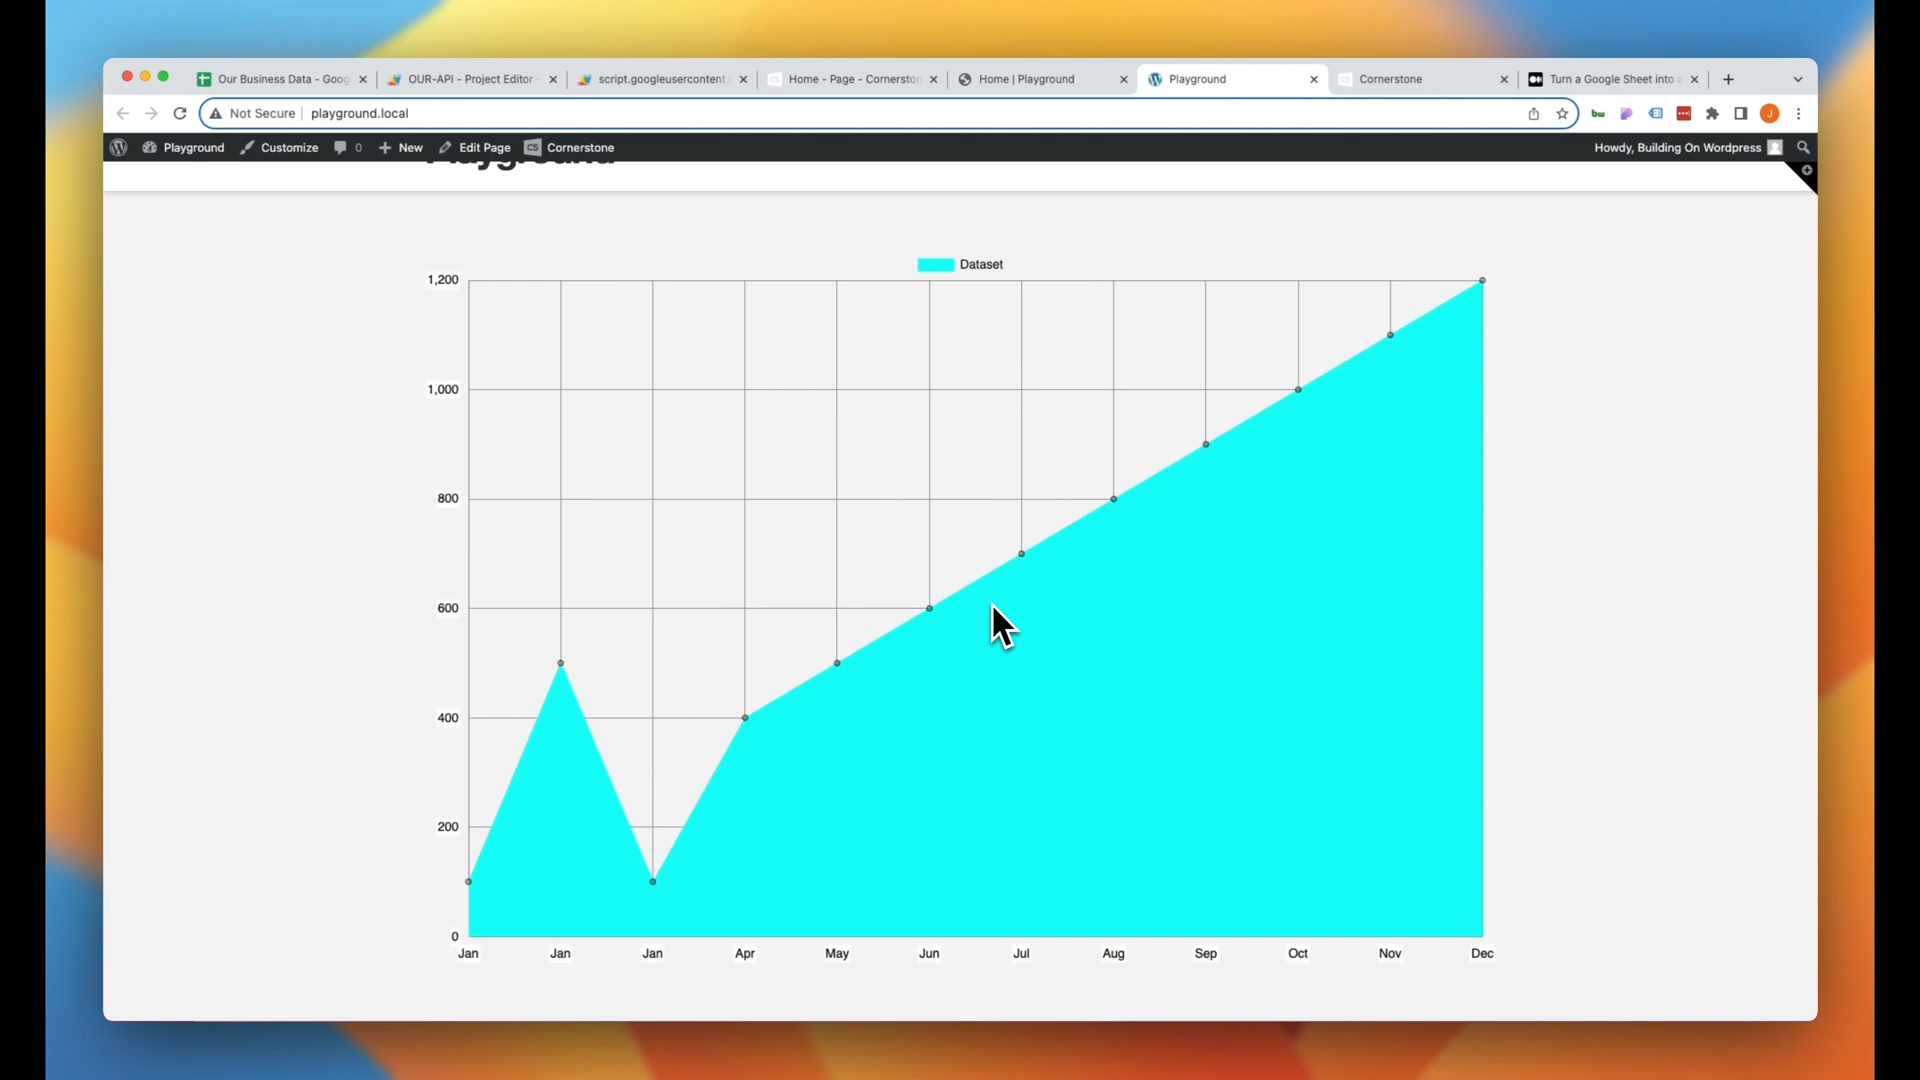 Our Business Data - Goog
OUR-API - Project Editor -
script.googleusercontent.
Home - Page - Cornerston
Home | Playground
Playground
Cornerstone
Turn a Google Sheet into a
Not Secure
playground.local
bw
J
Playground
Customize
0
New
Edit Page
CS Cornerstone
Howdy, Building On Wordpress
Playground
Dataset
1,200
1,000
800
600
400
200
0
Jan Jan Jan Apr May Jun Jul Aug Sep Oct Nov Dec